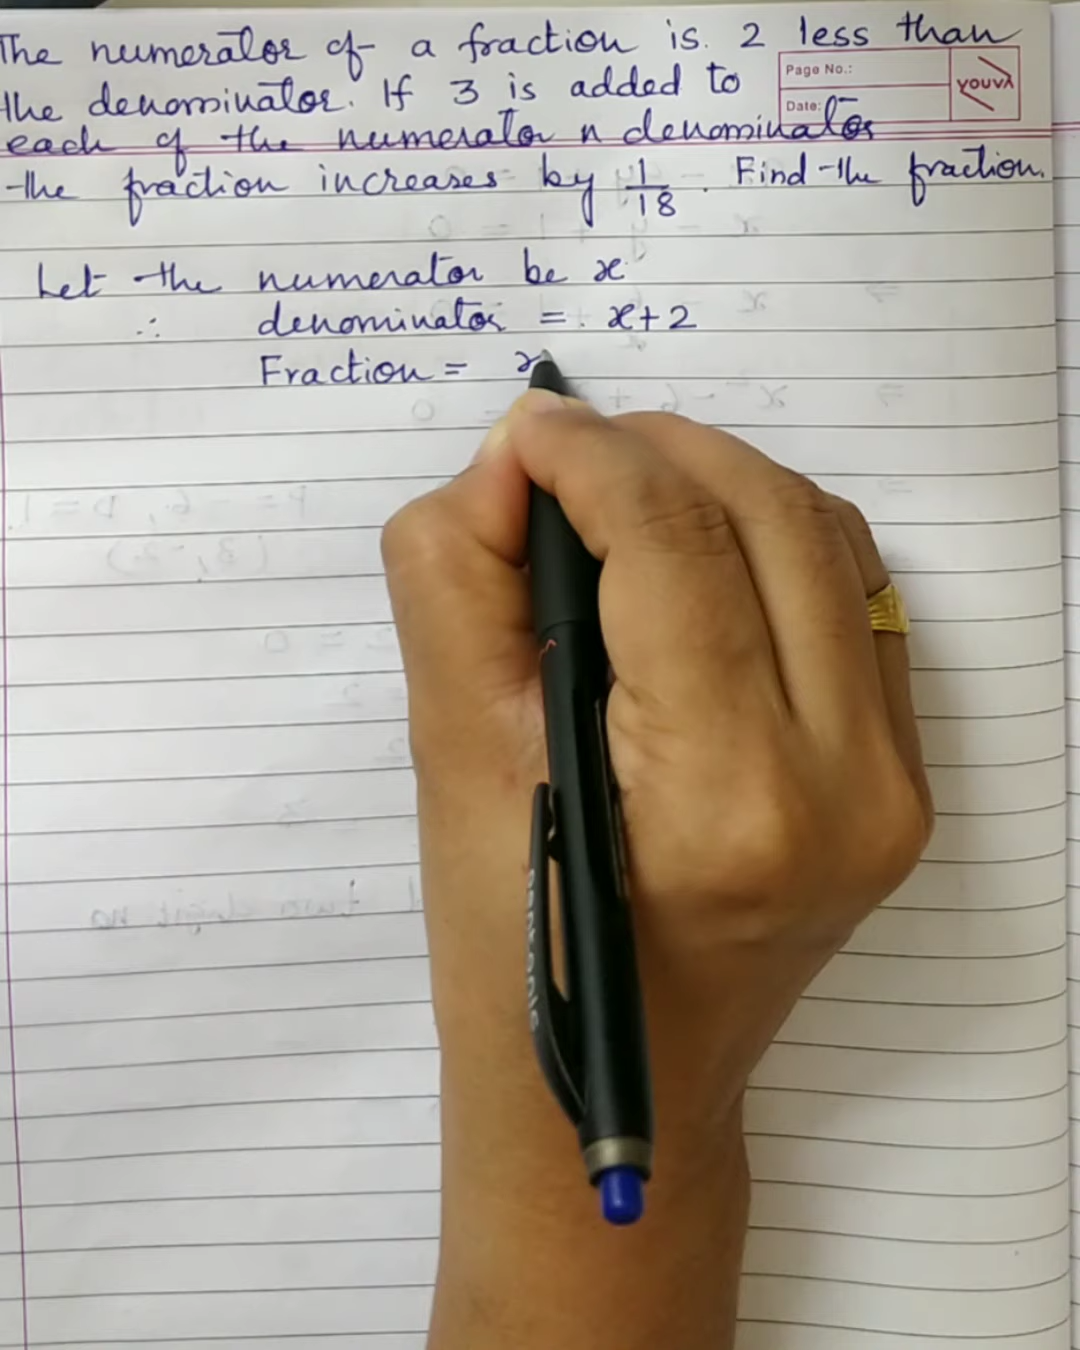 The numerator of a fraction is 2 less than
the denominator. If 3 is added to
Page No.:
Date:
YOUVA
each of the numerator n denominator
the fraction increases by 1/18. Find the fraction.
Let the numerator be x
∴ denominator = x+2
Fraction = x
pentonic